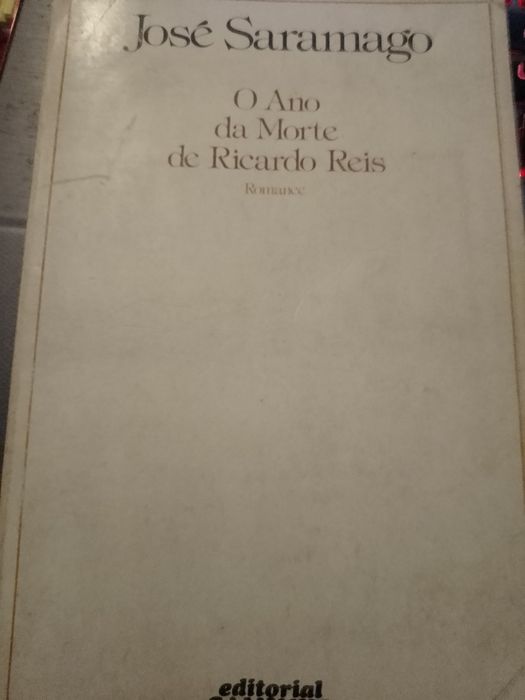 José Saramago
O Ano
da Morte
de Ricardo Reis
Romance
editorial